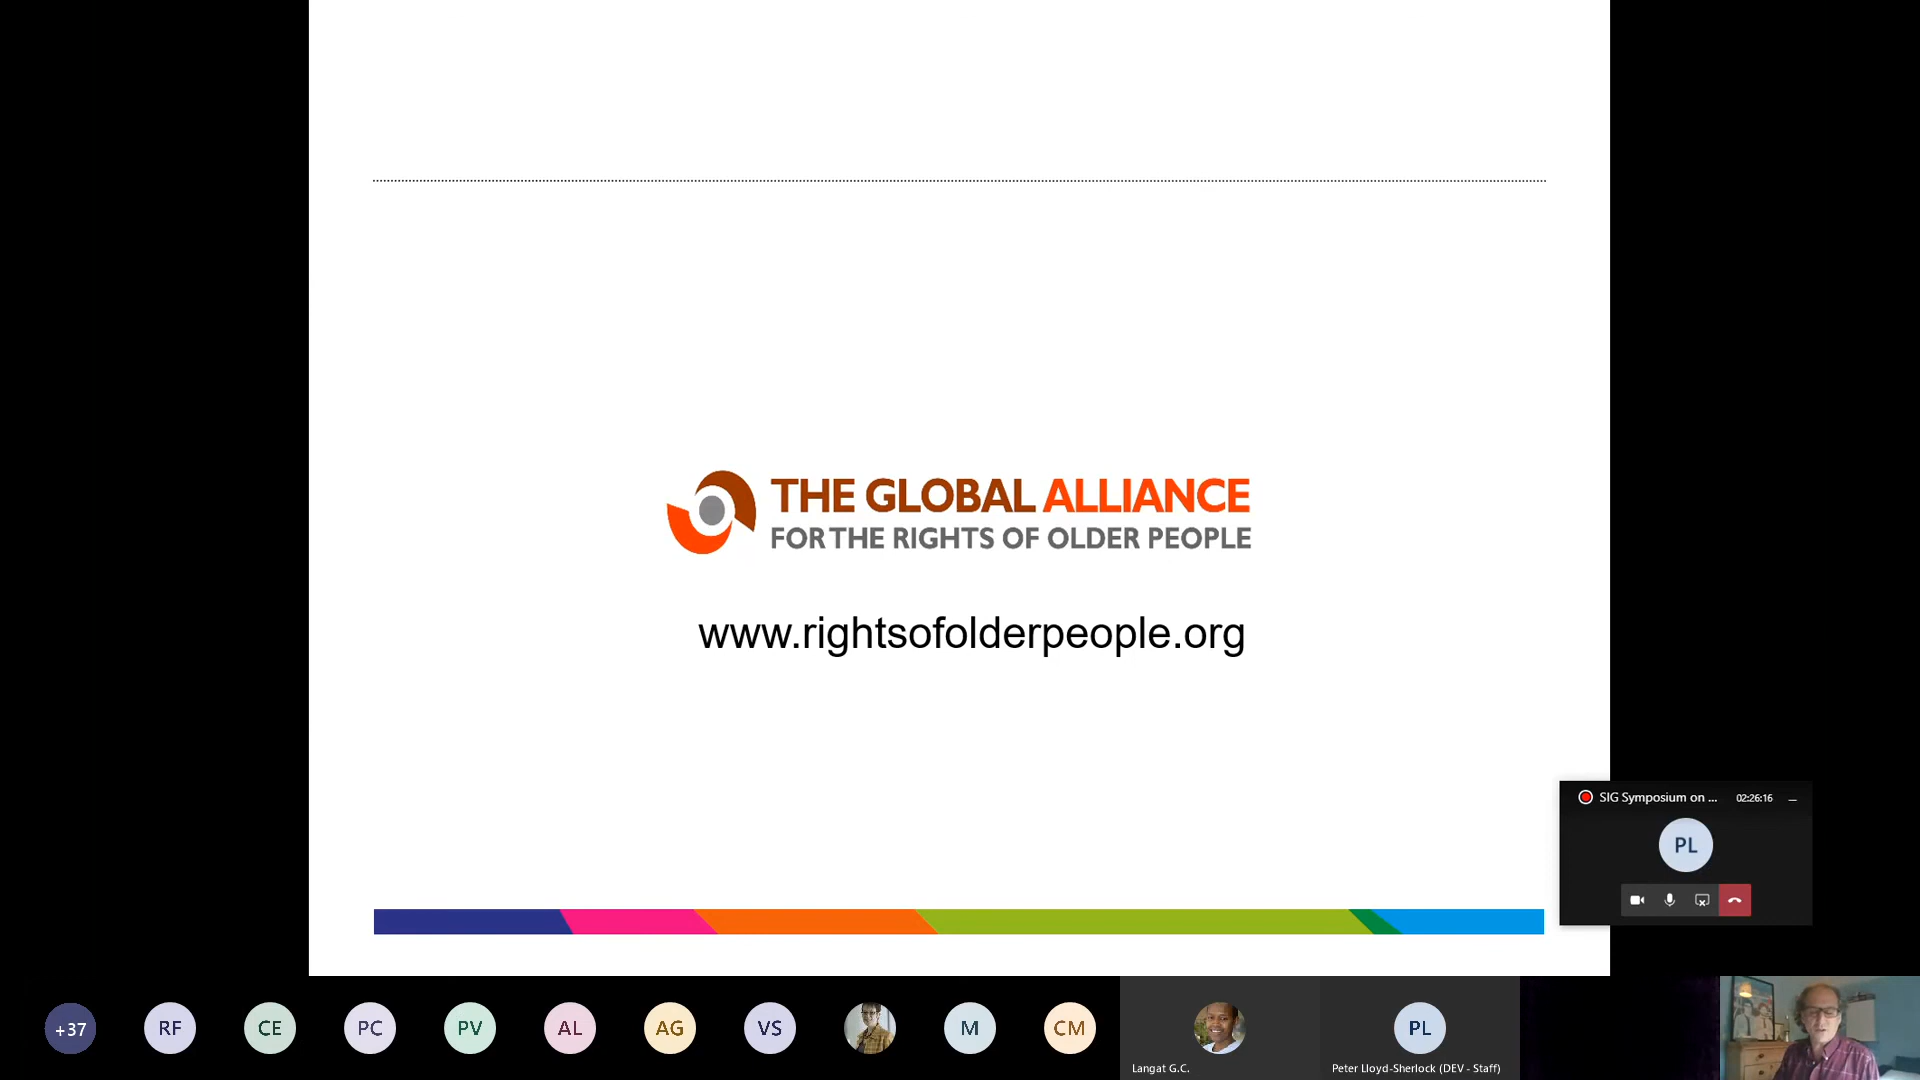 THE GLOBAL ALLIANCE
FOR THE RIGHTS OF OLDER PEOPLE
www.rightsofolderpeople.org
SIG Symposium on ...
02:26:16
PL
+37
RF
CE
PC
PV
AL
AG
VS
M
CM
PL
Langat G.C.
Peter Lloyd-Sherlock (DEV - Staff)